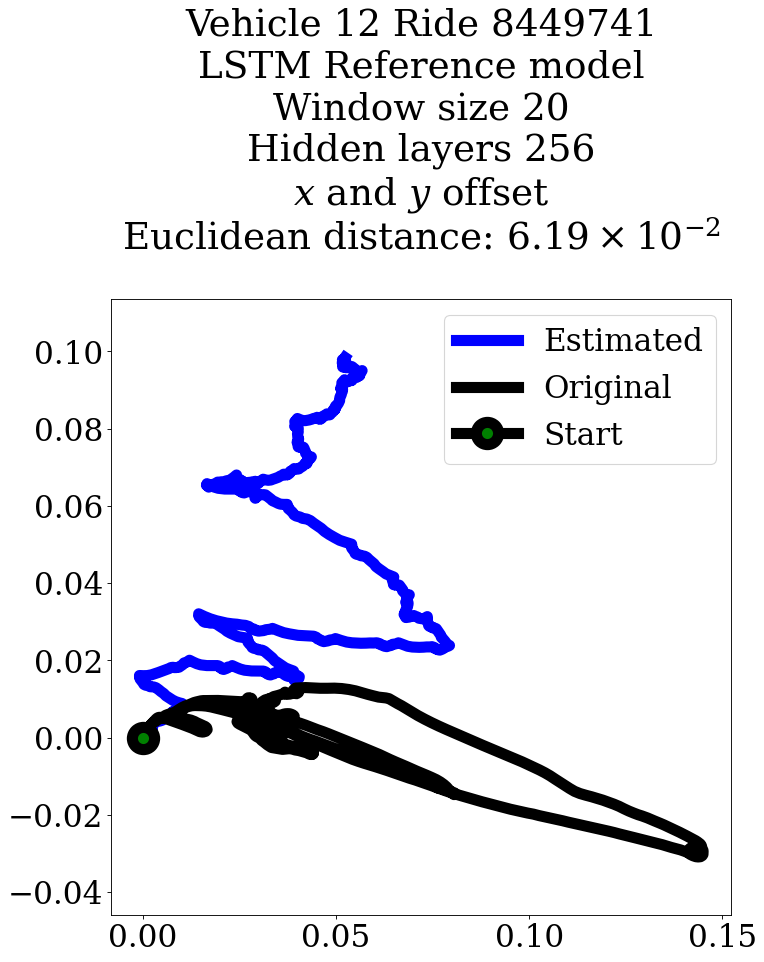 Vehicle 12 Ride 8449741
LSTM Reference model
Window size 20
Hidden layers 256
x and y offset
Euclidean distance: 6.19 × 10⁻²
Estimated
Original
Start
0.10
0.08
0.06
0.04
0.02
0.00
−0.02
−0.04
0.00 0.05 0.10 0.15